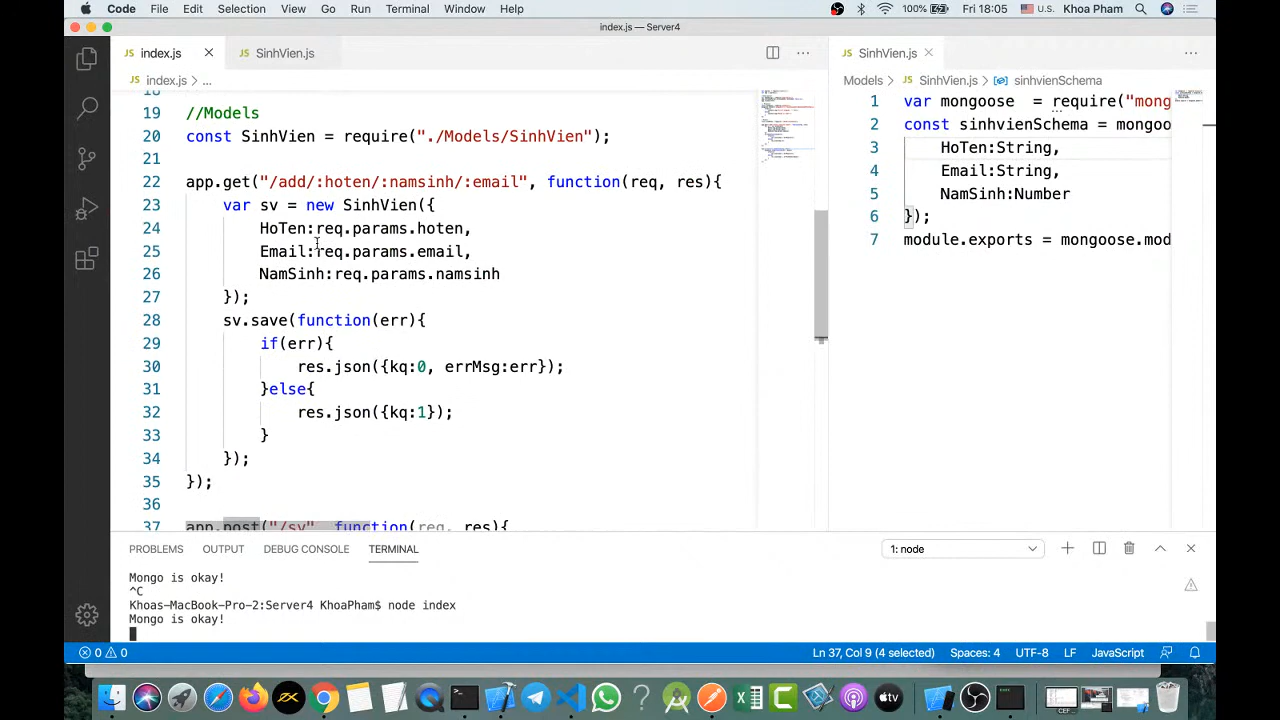 Code File Edit Selection View Go Run Terminal Window Help 100% Fri 18:05 U.S. Khoa Pham
index.js — Server4
JS index.js × JS SinhVien.js ··· JS SinhVien.js × ···
JS index.js > ... Models > JS SinhVien.js > sinhvienSchema
19 //Models
20 const SinhVien = require("./Models/SinhVien");
21
22 app.get("/add/:hoten/:namsinh/:email", function(req, res){
23 var sv = new SinhVien({
24 HoTen:req.params.hoten,
25 Email:req.params.email,
26 NamSinh:req.params.namsinh
27 });
28 sv.save(function(err){
29 if(err){
30 res.json({kq:0, errMsg:err});
31 }else{
32 res.json({kq:1});
33 }
34 });
35 });
36
37 app.post("/sv" function(req, res){
1 var mongoose = require("mong
2 const sinhvienSchema = mongoo
3 HoTen:String,
4 Email:String,
5 NamSinh:Number
6 });
7 module.exports = mongoose.mod
PROBLEMS OUTPUT DEBUG CONSOLE TERMINAL 1: node
Mongo is okay!
^C
Khoas-MacBook-Pro-2:Server4 KhoaPham$ node index
Mongo is okay!
0 0 Ln 37, Col 9 (4 selected) Spaces: 4 UTF-8 LF JavaScript